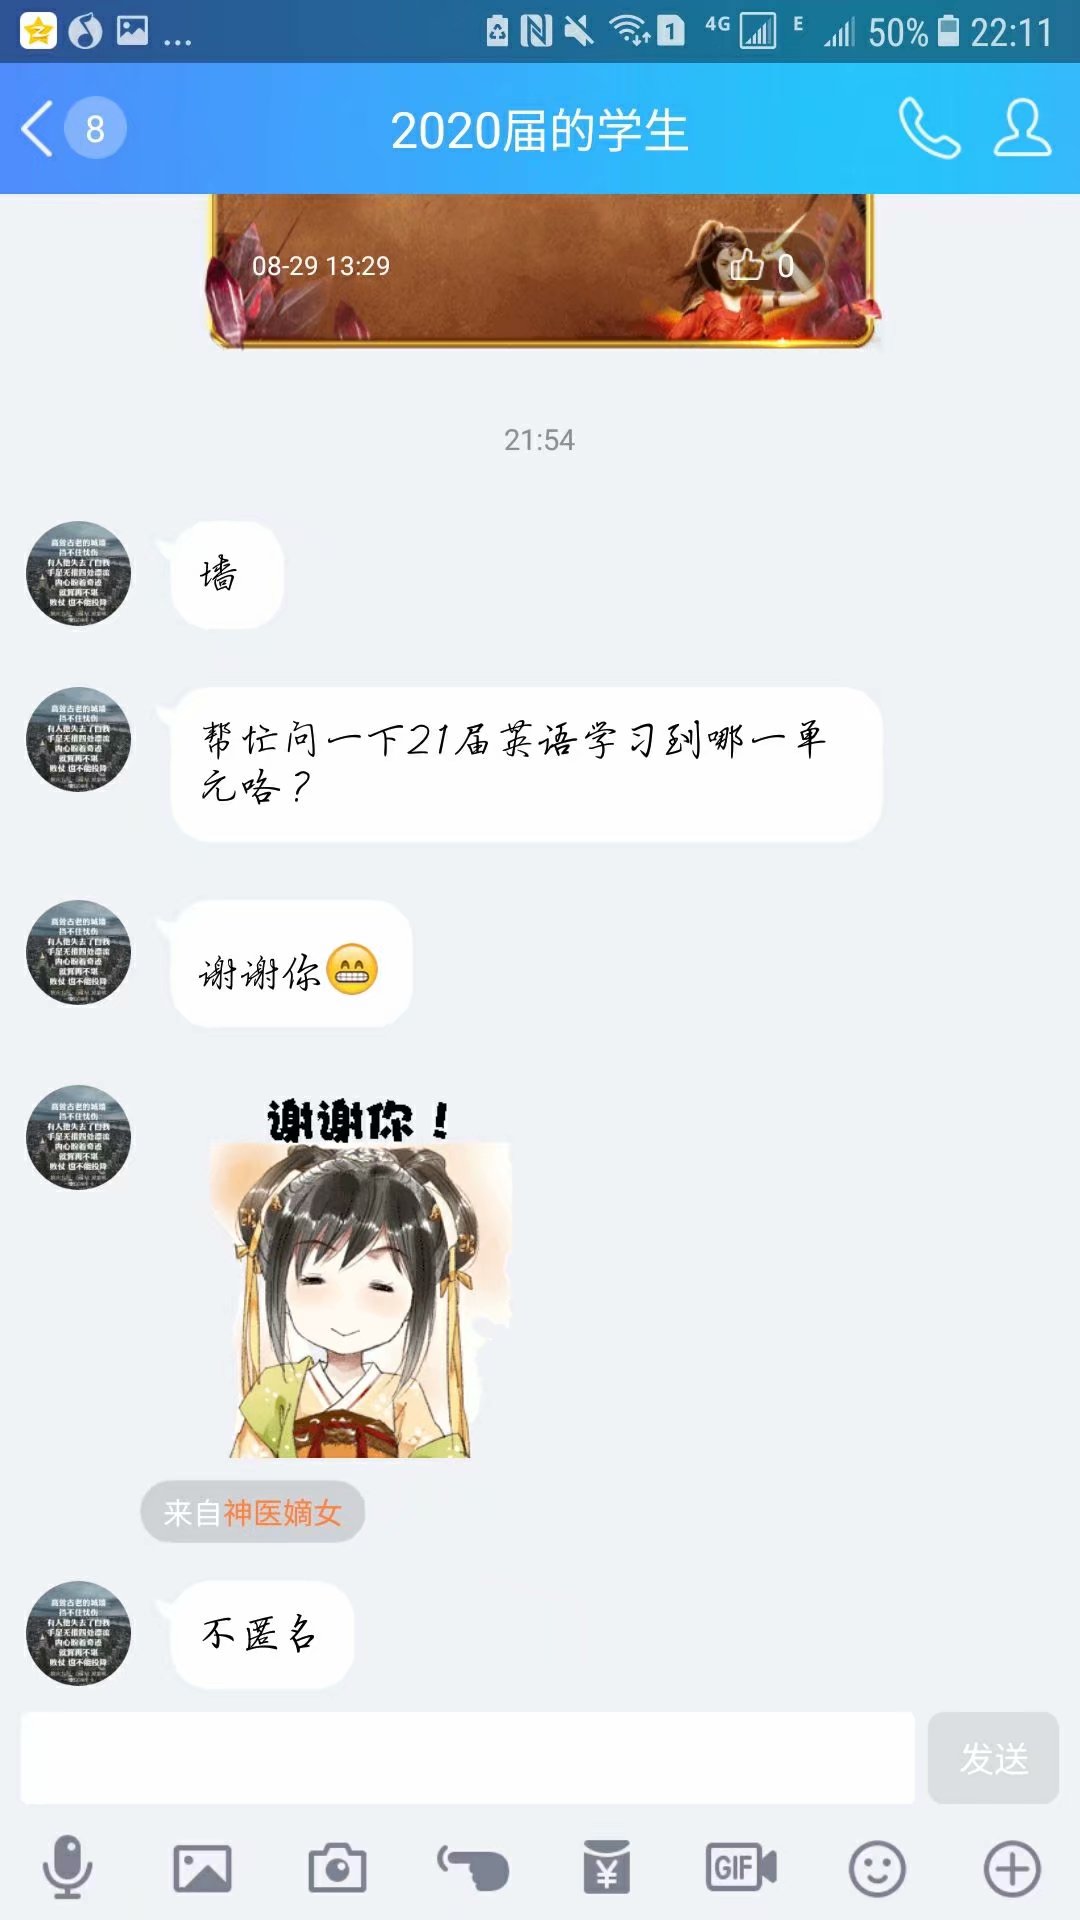 ... 1 4G E 50% 22:11
8 2020届的学生
08-29 13:29 0
21:54
墙
帮忙问一下21届英语学习到哪一单
元咯？
谢谢你
谢谢你！
来自神医嫡女
不匿名
发送
GIF